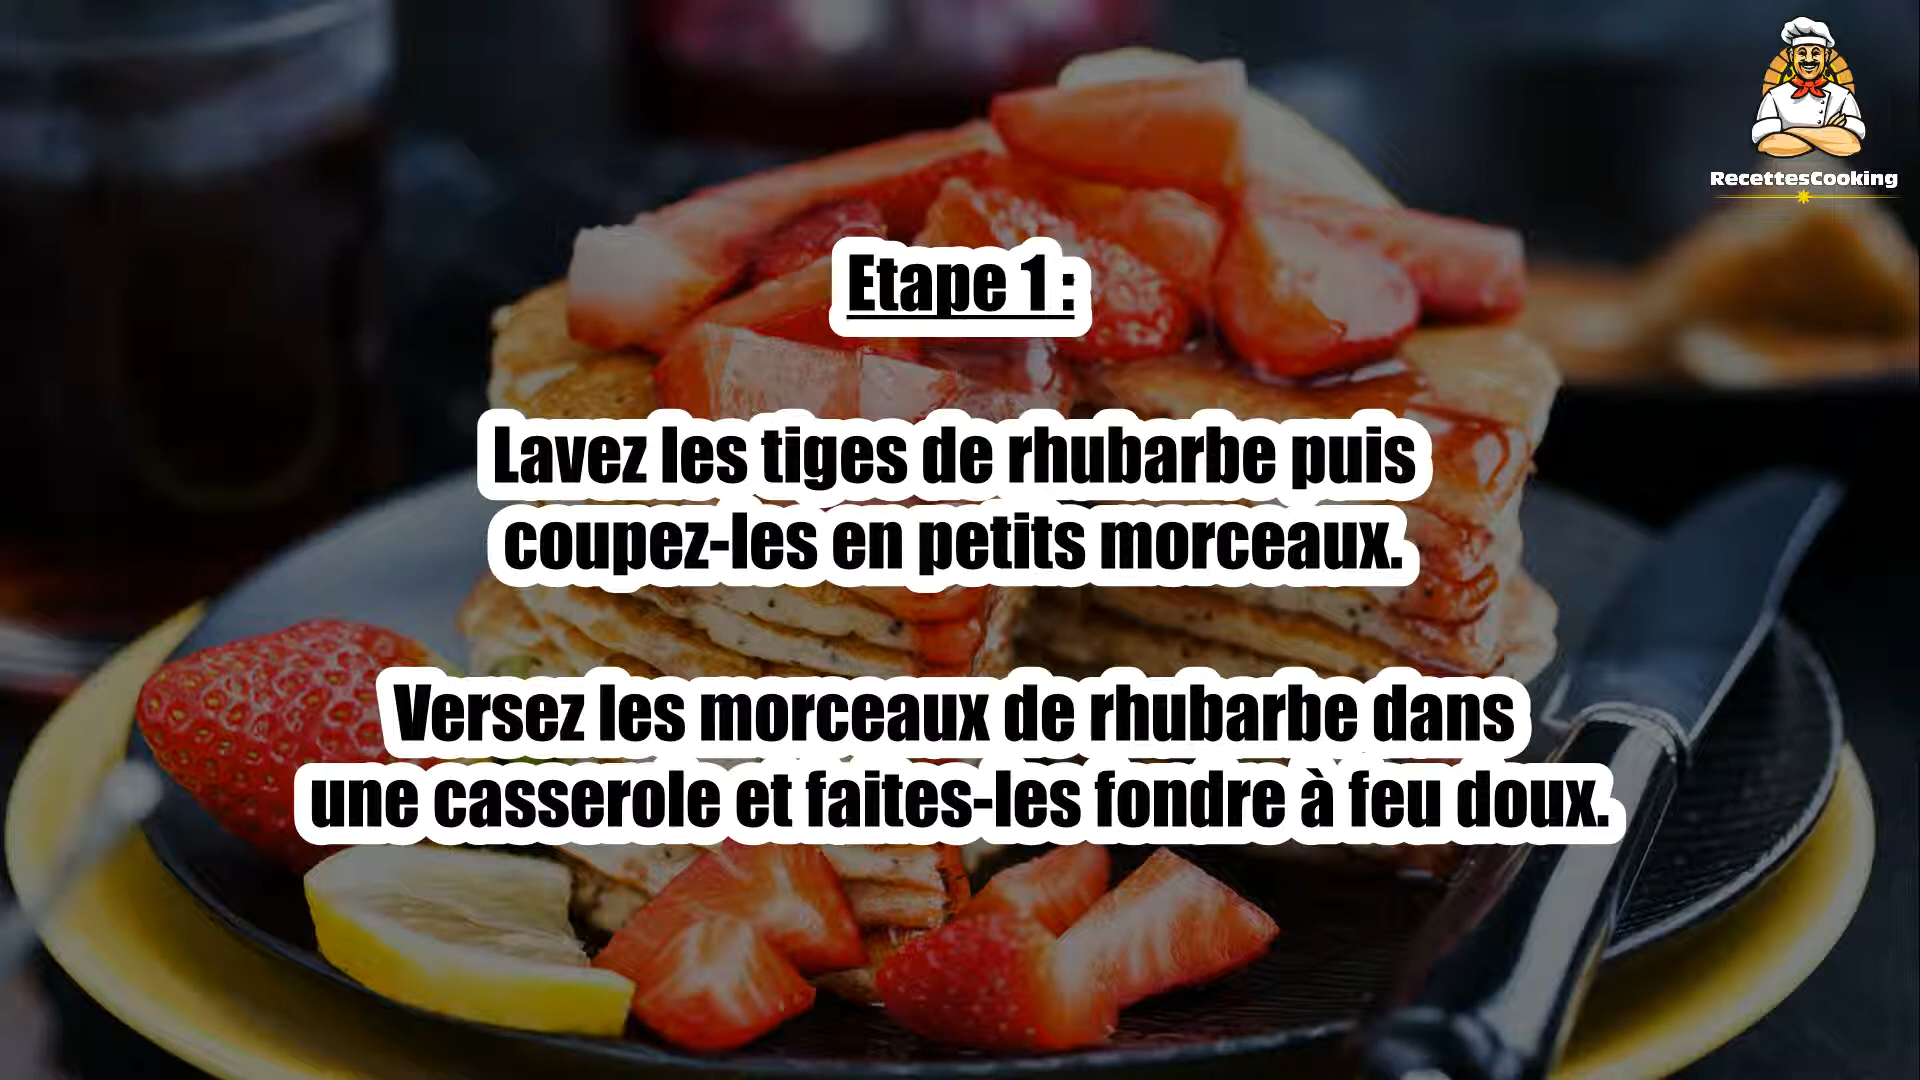 RecettesCooking
Etape 1 :
Lavez les tiges de rhubarbe puis
coupez-les en petits morceaux.
Versez les morceaux de rhubarbe dans
une casserole et faites-les fondre à feu doux.